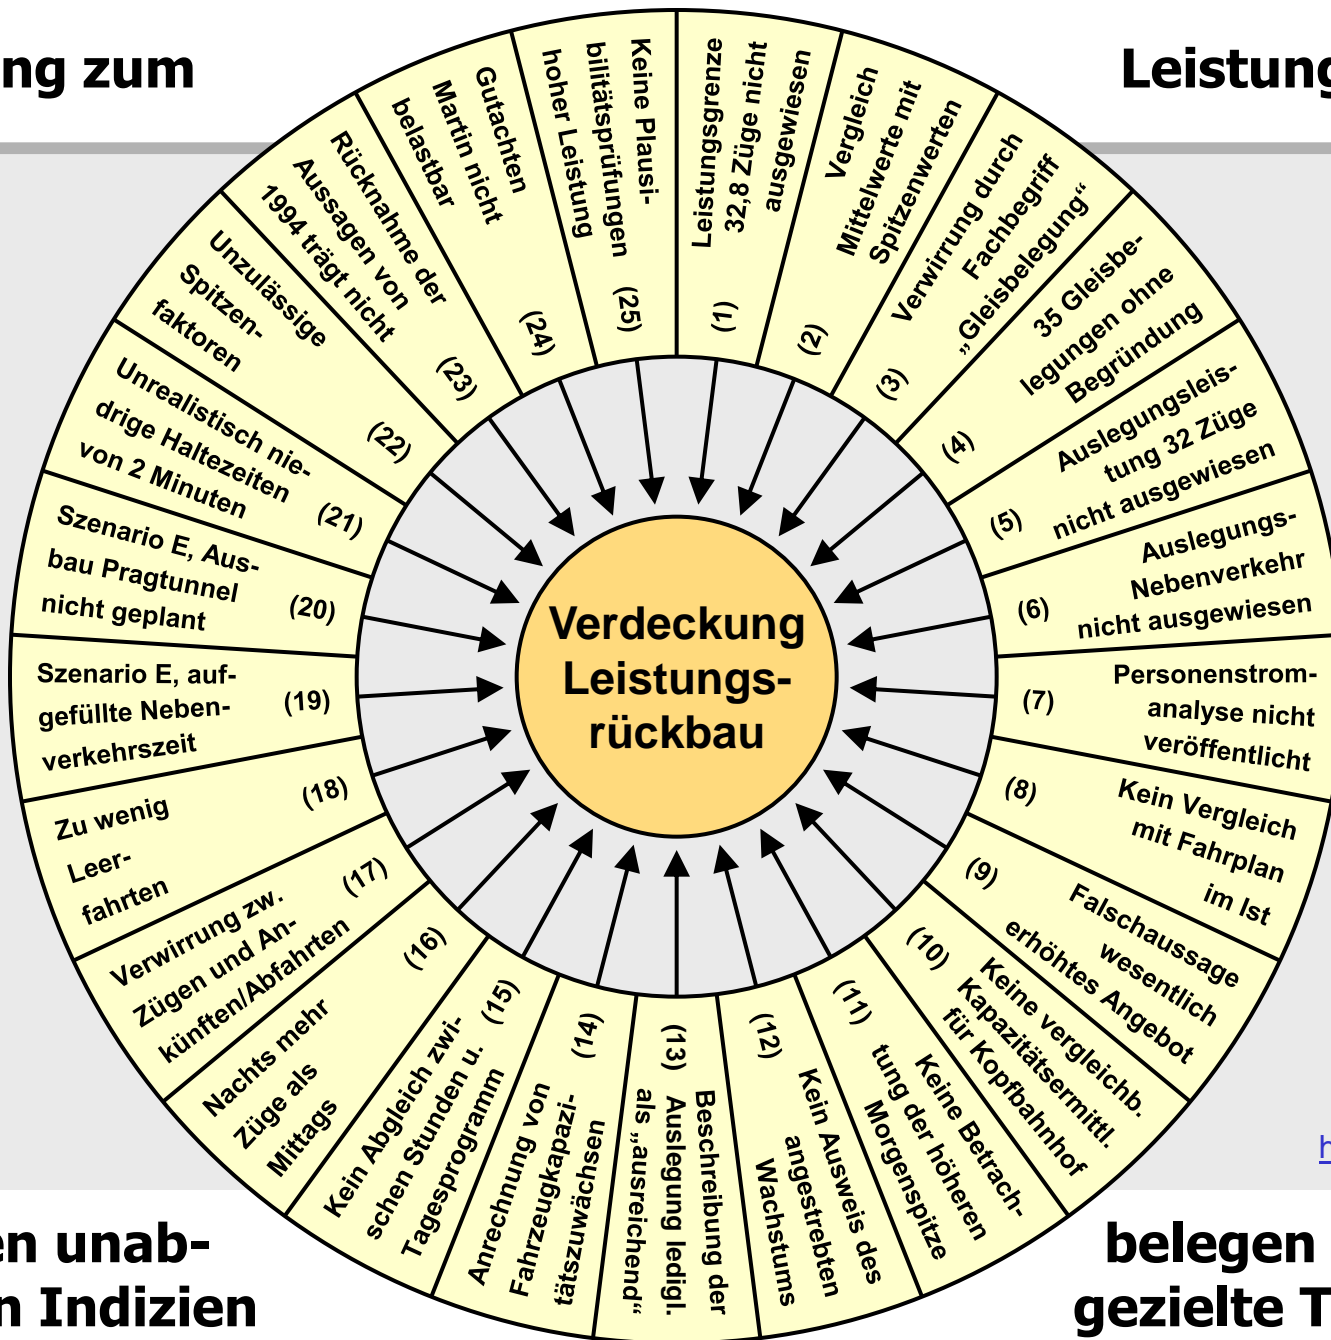 ng zum
Leistung
Leistungsgrenze
32,8 Züge nicht
ausgewiesen
(1)
Vergleich
Mittelwerte mit
Spitzenwerten
(2)
Verwirrung durch
Fachbegriff
„Gleisbelegung“
(3)
35 Gleisbe-
legungen ohne
Begründung
(4)
Auslegungsleis-
tung 32 Züge
nicht ausgewiesen
(5)
Auslegungs-
Nebenverkehr
nicht ausgewiesen
(6)
Personenstrom-
analyse nicht
veröffentlicht
(7)
Kein Vergleich
mit Fahrplan
im Ist
(8)
Falschaussage
wesentlich
erhöhtes Angebot
(9)
Keine vergleichb.
Kapazitätsermittl.
für Kopfbahnhof
(10)
Keine Betrach-
tung der höheren
Morgenspitze
(11)
Kein Ausweis des
angestrebten
Wachstums
(12)
Beschreibung der
Auslegung ledigl.
als „ausreichend“
(13)
Anrechnung von
Fahrzeugkapazi-
tätszuwächsen
(14)
Kein Abgleich zwi-
schen Stunden u.
Tagesprogramm
(15)
Nachts mehr
Züge als
Mittags
(16)
Verwirrung zw.
Zügen und An-
künften/Abfahrten
(17)
Zu wenig
Leer-
fahrten
(18)
Szenario E, auf-
gefüllte Neben-
verkehrszeit
(19)
Szenario E, Aus-
bau Pragtunnel
nicht geplant
(20)
Unrealistisch nie-
drige Haltezeiten
von 2 Minuten
(21)
Unzulässige
Spitzen-
faktoren
(22)
Rücknahme der
Aussagen von
1994 trägt nicht
(23)
Gutachten
Martin nicht
belastbar
(24)
Keine Plausi-
bilitätsprüfungen
hoher Leistung
(25)
Verdeckung
Leistungs-
rückbau
h
en unab-
n Indizien
belegen
gezielte T